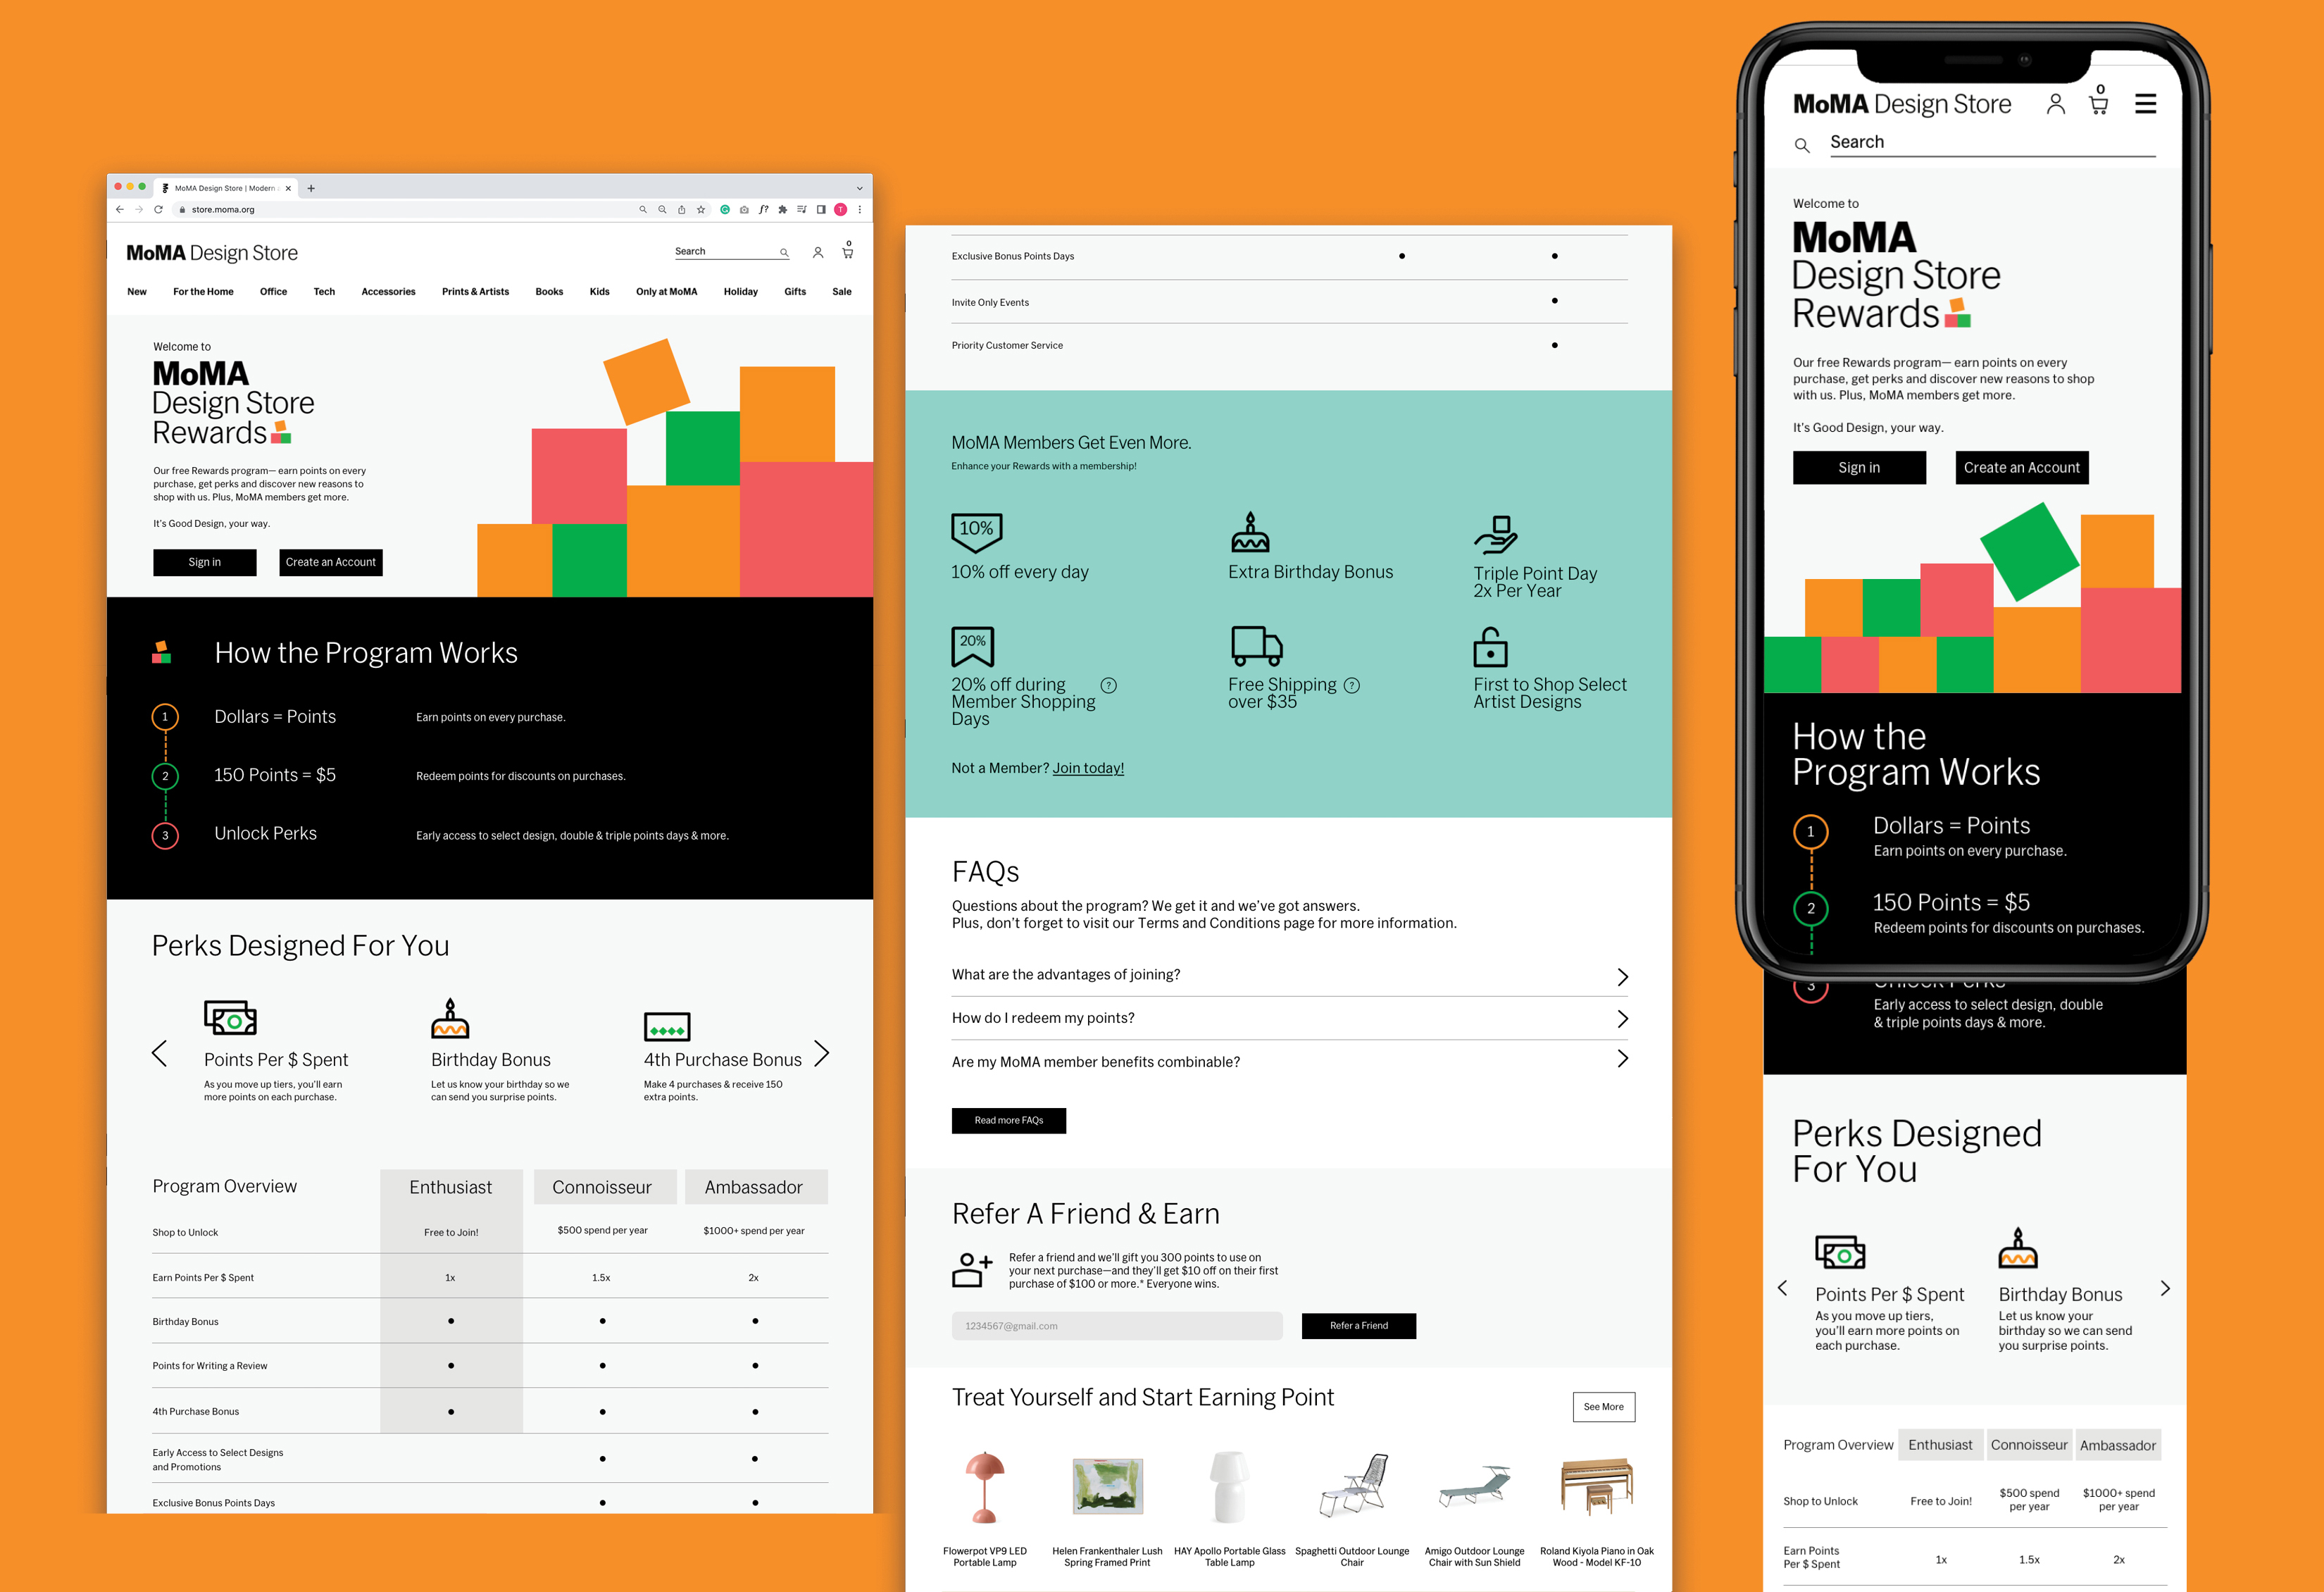 MoMA Design Store | Modern
store.moma.org
MoMA Design Store
Search
0
New For the Home Office Tech Accessories Prints & Artists Books Kids Only at MoMA Holiday Gifts Sale
Welcome to
MoMA
Design Store
Rewards
Our free Rewards program— earn points on every
purchase, get perks and discover new reasons to
shop with us. Plus, MoMA members get more.
It's Good Design, your way.
Sign in
Create an Account
How the Program Works
1 Dollars = Points Earn points on every purchase.
2 150 Points = $5 Redeem points for discounts on purchases.
3 Unlock Perks Early access to select design, double & triple points days & more.
Perks Designed For You
Points Per $ Spent
As you move up tiers, you'll earn
more points on each purchase.
Birthday Bonus
Let us know your birthday so we
can send you surprise points.
4th Purchase Bonus
Make 4 purchases & receive 150
extra points.
Program Overview Enthusiast Connoisseur Ambassador
Shop to Unlock Free to Join! $500 spend per year $1000+ spend per year
Earn Points Per $ Spent 1x 1.5x 2x
Birthday Bonus
Points for Writing a Review
4th Purchase Bonus
Early Access to Select Designs
and Promotions
Exclusive Bonus Points Days
Exclusive Bonus Points Days
Invite Only Events
Priority Customer Service
MoMA Members Get Even More.
Enhance your Rewards with a membership!
10%
10% off every day
Extra Birthday Bonus
Triple Point Day
2x Per Year
20%
20% off during
Member Shopping
Days
?
Free Shipping
over $35
?
First to Shop Select
Artist Designs
Not a Member? Join today!
FAQs
Questions about the program? We get it and we've got answers.
Plus, don't forget to visit our Terms and Conditions page for more information.
What are the advantages of joining?
How do I redeem my points?
Are my MoMA member benefits combinable?
Read more FAQs
Refer A Friend & Earn
Refer a friend and we'll gift you 300 points to use on
your next purchase—and they'll get $10 off on their first
purchase of $100 or more.* Everyone wins.
1234567@gmail.com
Refer a Friend
Treat Yourself and Start Earning Point
See More
Flowerpot VP9 LED
Portable Lamp
Helen Frankenthaler Lush
Spring Framed Print
HAY Apollo Portable Glass
Table Lamp
Spaghetti Outdoor Lounge
Chair
Amigo Outdoor Lounge
Chair with Sun Shield
Roland Kiyola Piano in Oak
Wood - Model KF-10
MoMA Design Store
0
Search
Welcome to
MoMA
Design Store
Rewards
Our free Rewards program— earn points on every
purchase, get perks and discover new reasons to shop
with us. Plus, MoMA members get more.
It's Good Design, your way.
Sign in
Create an Account
How the
Program Works
1 Dollars = Points
Earn points on every purchase.
2 150 Points = $5
Redeem points for discounts on purchases.
3 Unlock Perks
Early access to select design, double
& triple points days & more.
Perks Designed
For You
Points Per $ Spent
As you move up tiers,
you'll earn more points on
each purchase.
Birthday Bonus
Let us know your
birthday so we can send
you surprise points.
Program Overview Enthusiast Connoisseur Ambassador
Shop to Unlock Free to Join! $500 spend per year $1000+ spend per year
Earn Points
Per $ Spent 1x 1.5x 2x